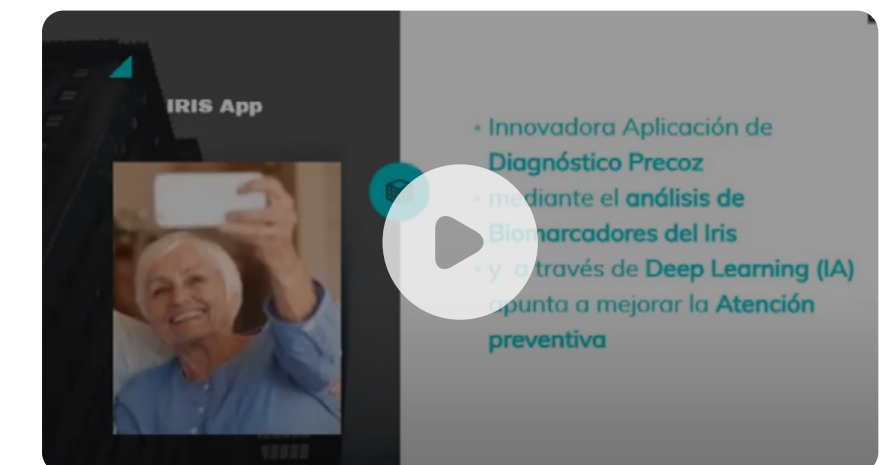 IRIS App
• Innovadora Aplicación de
Diagnóstico Precoz
• mediante el análisis de
Biomarcadores del Iris
• y a través de Deep Learning (IA)
apunta a mejorar la Atención
preventiva